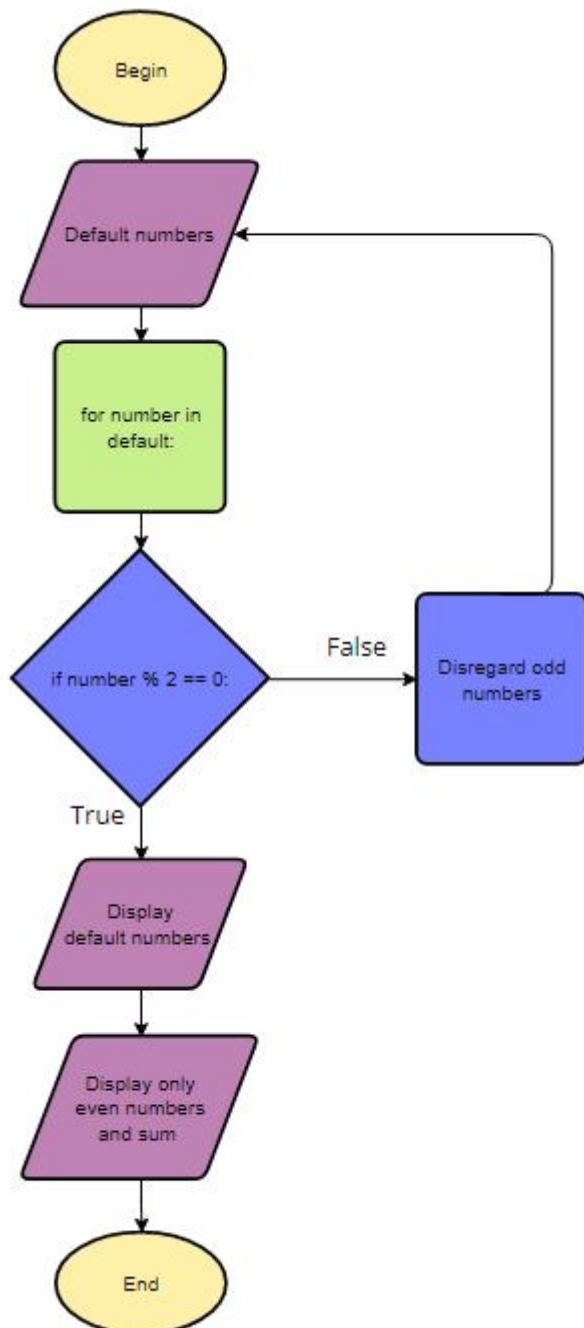 Begin
Default numbers
for number in
default:
if number % 2 == 0:
False
Disregard odd
numbers
True
Display
default numbers
Display only
even numbers
and sum
End